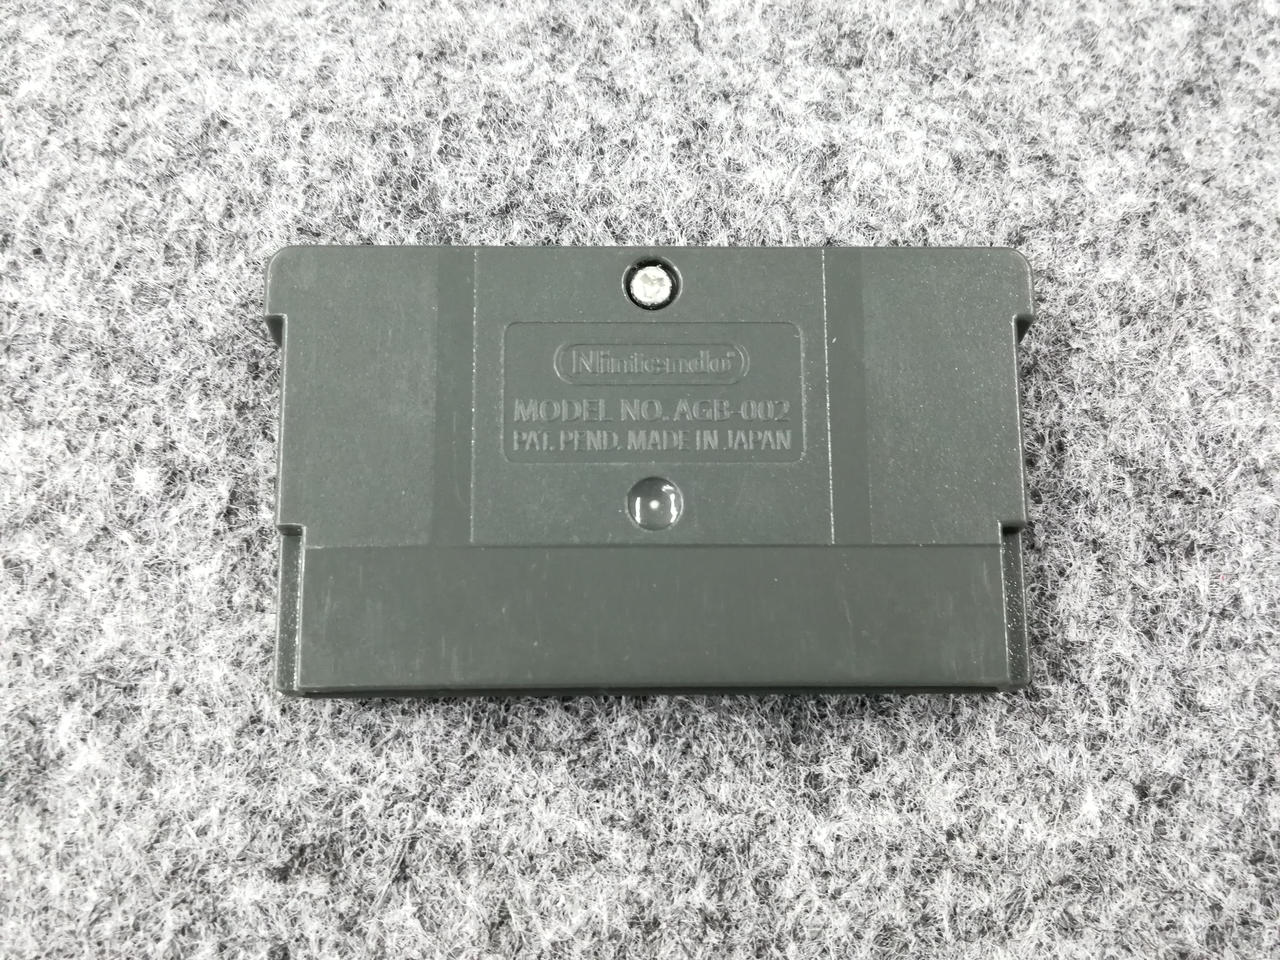 Nintendo
MODEL NO. AGB-002
PAT. PEND. MADE IN JAPAN